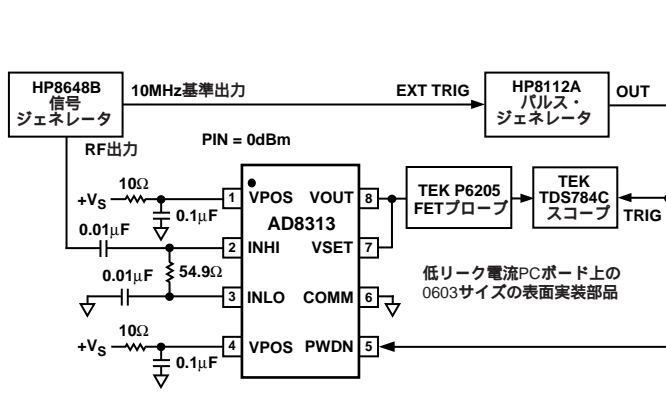 HP8648B
信号
ジェネレータ
10MHz基準出力
EXT TRIG
HP8112A
パルス・
ジェネレータ
OUT
RF出力
PIN = 0dBm
10Ω
+VS
0.1μF
1
VPOS
VOUT
8
TEK P6205
FETプローブ
TEK
TDS784C
スコープ
TRIG
AD8313
0.01μF
2
INHI
VSET
7
54.9Ω
0.01μF
3
INLO
COMM
6
低リーク電流PCボード上の
0603サイズの表面実装部品
10Ω
+VS
4
VPOS
PWDN
5
0.1μF